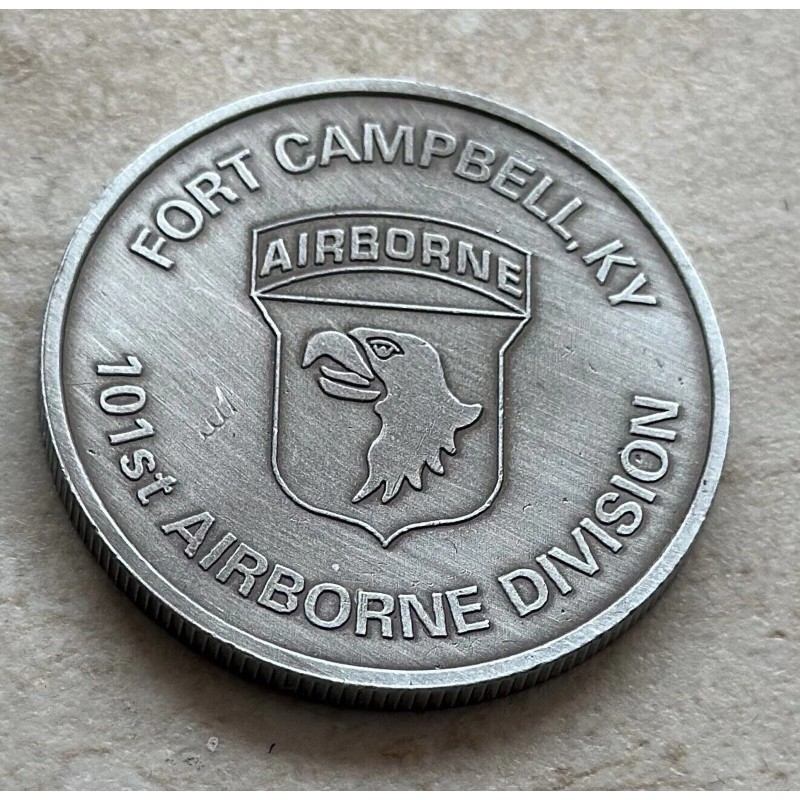 FORT CAMPBELL, KY
AIRBORNE
101st AIRBORNE DIVISION